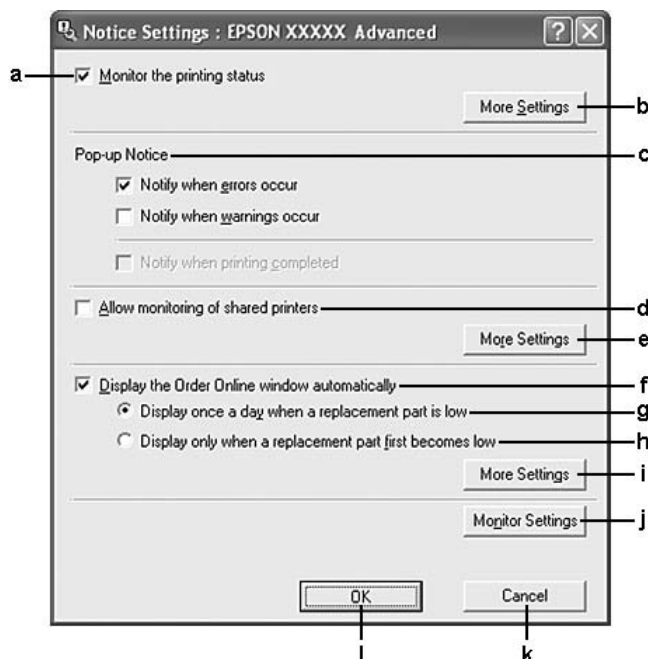 Notice Settings : EPSON XXXXX Advanced
a
Monitor the printing status
More Settings
b
Pop-up Notice
c
Notify when errors occur
Notify when warnings occur
Notify when printing completed
Allow monitoring of shared printers
d
More Settings
e
Display the Order Online window automatically
f
Display once a day when a replacement part is low
g
Display only when a replacement part first becomes low
h
More Settings
i
Monitor Settings
j
OK
Cancel
l
k